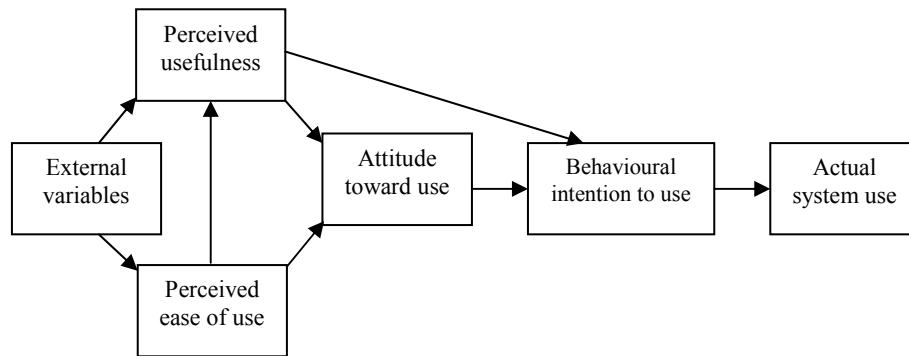 Perceived
usefulness
External
variables
Attitude
toward use
Behavioural
intention to use
Actual
system use
Perceived
ease of use